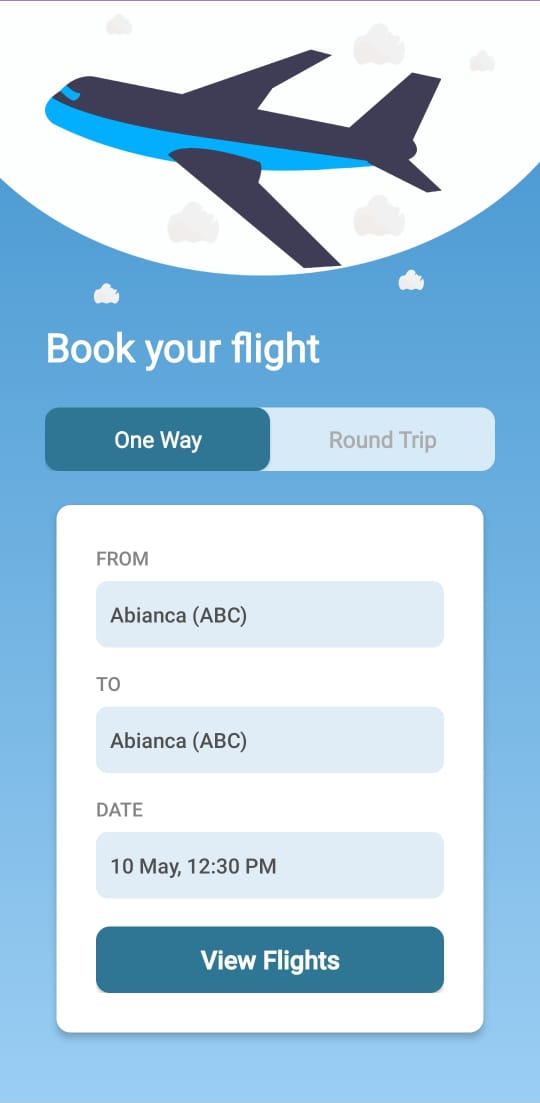 Book your flight
One Way
Round Trip
FROM
Abianca (ABC)
TO
Abianca (ABC)
DATE
10 May, 12:30 PM
View Flights